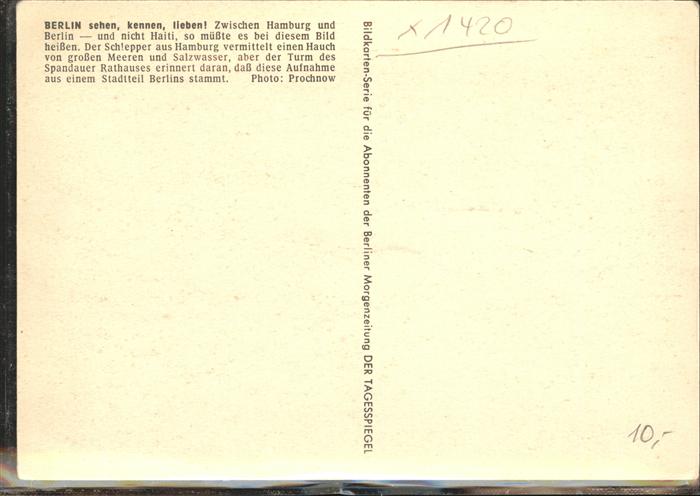 BERLIN sehen, kennen, lieben! Zwischen Hamburg und
Berlin — und nicht Haiti, so müßte es bei diesem Bild
heißen. Der Schlepper aus Hamburg vermittelt einen Hauch
von großen Meeren und Salzwasser, aber der Turm des
Spandauer Rathauses erinnert daran, daß diese Aufnahme
aus einem Stadtteil Berlins stammt. Photo: Prochnow
Bildkarten-Serie für die Abonnenten der Berliner Morgenzeitung DER TAGESSPIEGEL
x 1420
10,-